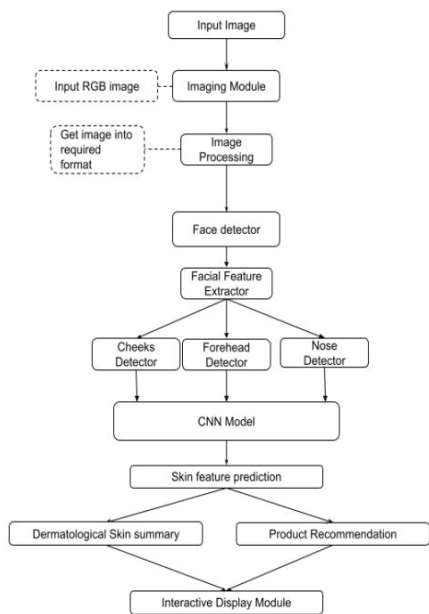 Input Image
Input RGB image
Imaging Module
Get image into
required
format
Image
Processing
Face detector
Facial Feature
Extractor
Cheeks
Detector
Forehead
Detector
Nose
Detector
CNN Model
Skin feature prediction
Dermatological Skin summary
Product Recommendation
Interactive Display Module